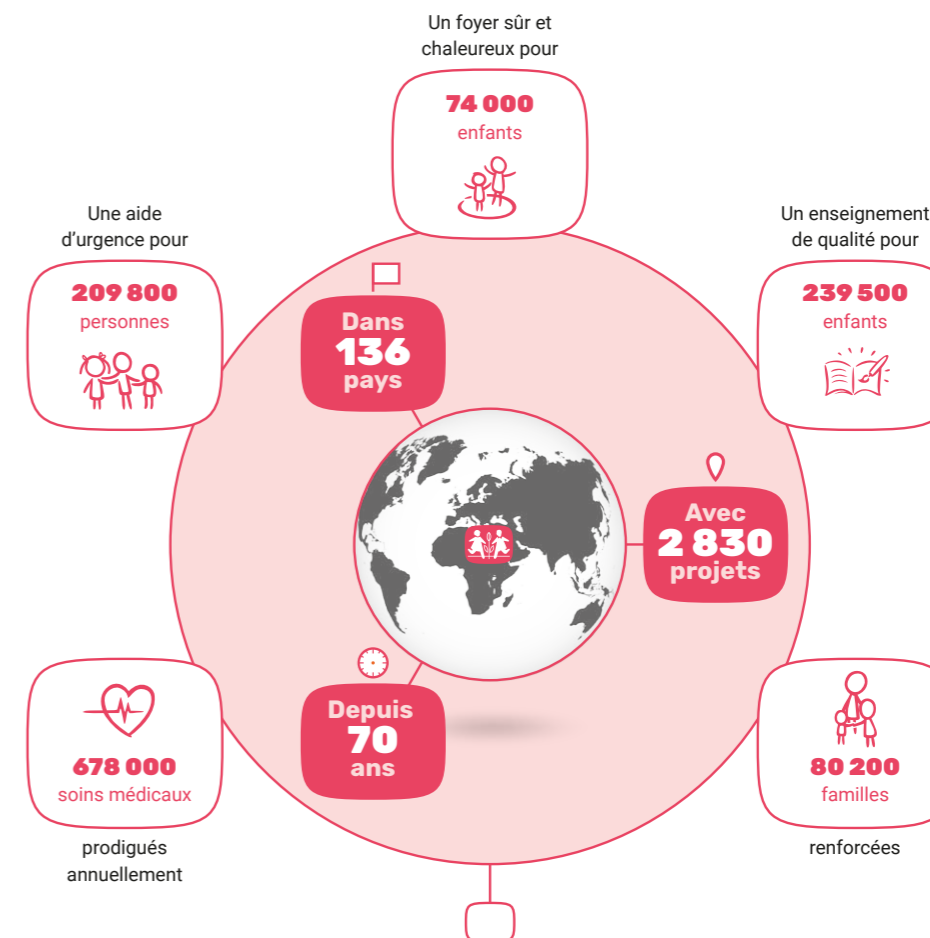 Un foyer sûr et
chaleureux pour
74 000
enfants
Une aide
d'urgence pour
209 800
personnes
Un enseignement
de qualité pour
239 500
enfants
Dans
136
pays
Avec
2 830
projets
Depuis
70
ans
678 000
soins médicaux
prodigués
annuellement
80 200
familles
renforcées